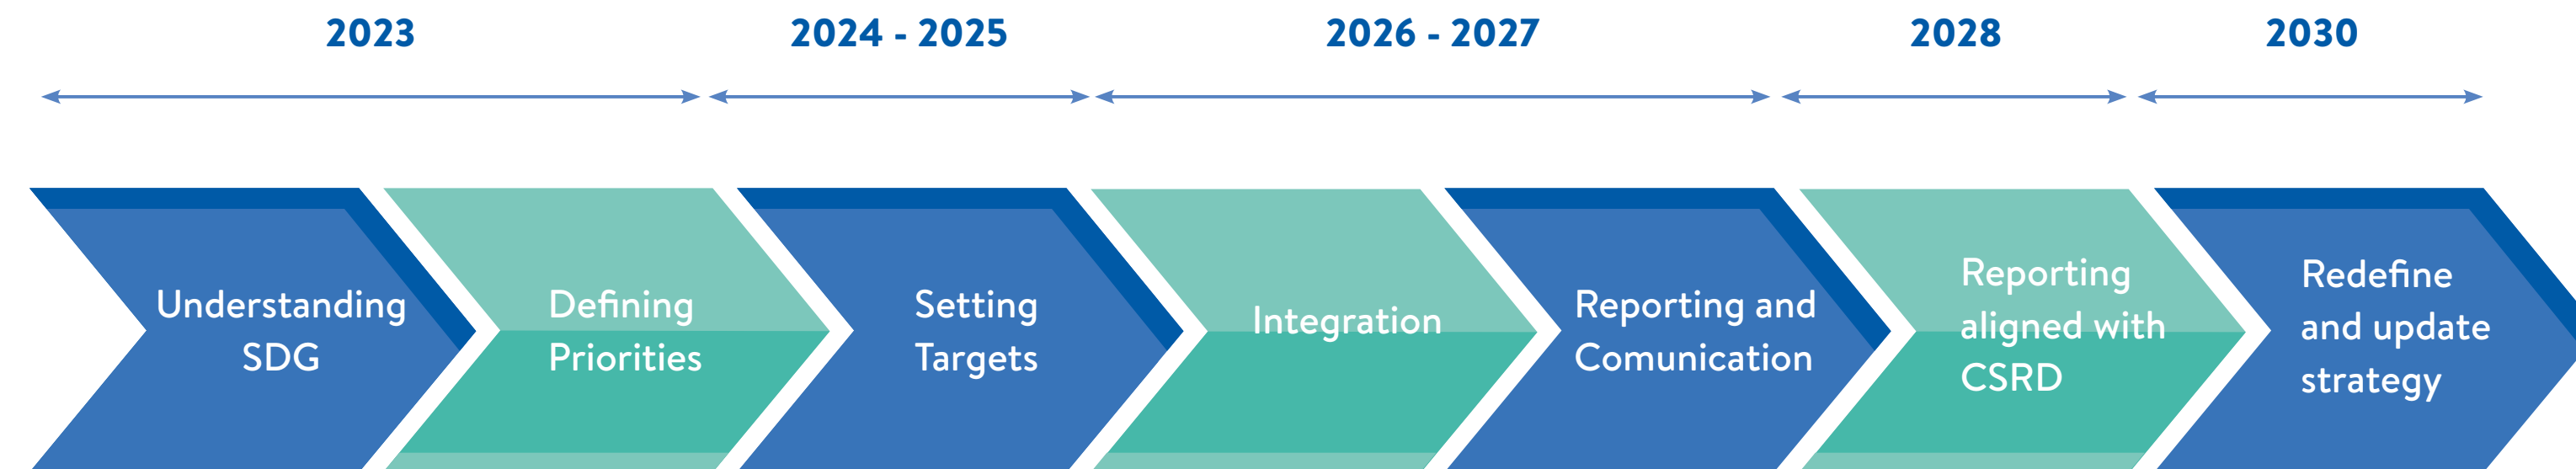 2023
2024 - 2025
2026 - 2027
2028
2030
Understanding
SDG
Defining
Priorities
Setting
Targets
Integration
Reporting and
Comunication
Reporting
aligned with
CSRD
Redefine
and update
strategy